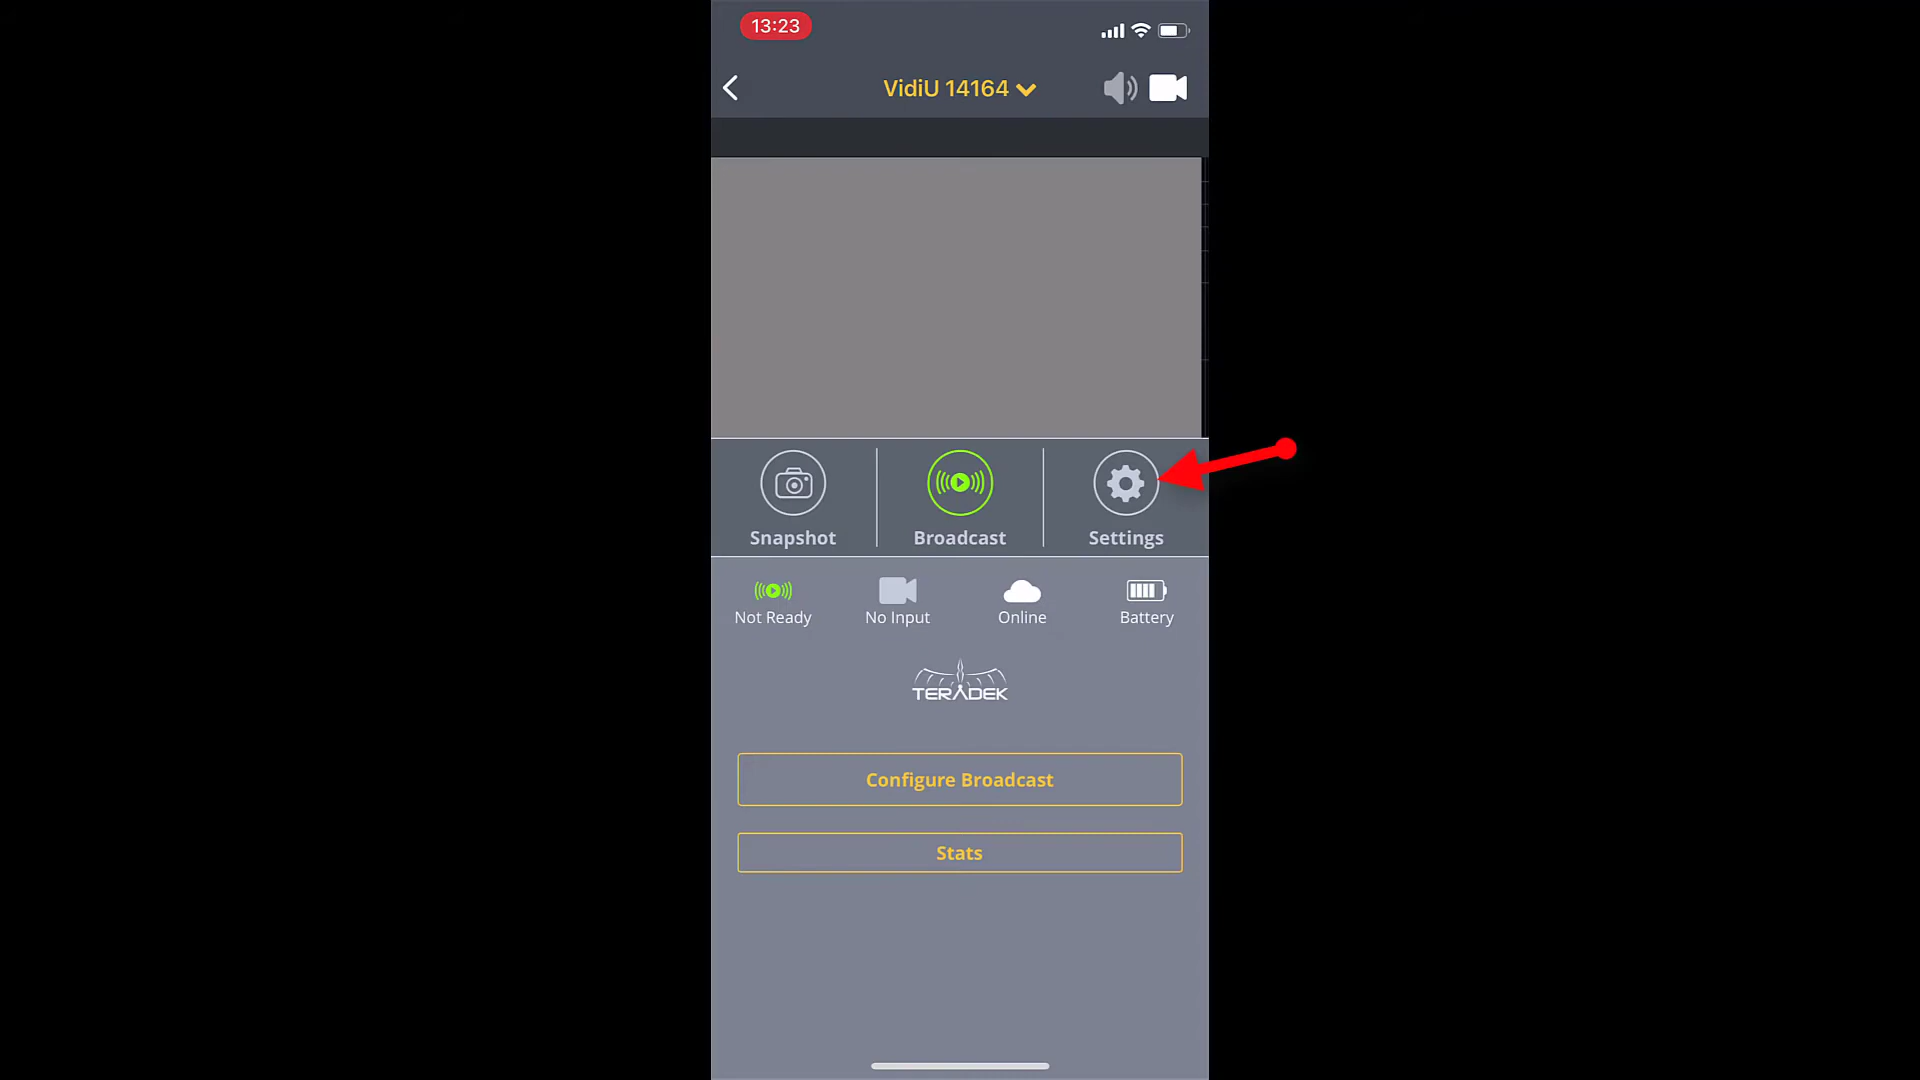 13:23
VidiU 14164
Snapshot
Broadcast
Settings
Not Ready
No Input
Online
Battery
TERADEK
Configure Broadcast
Stats